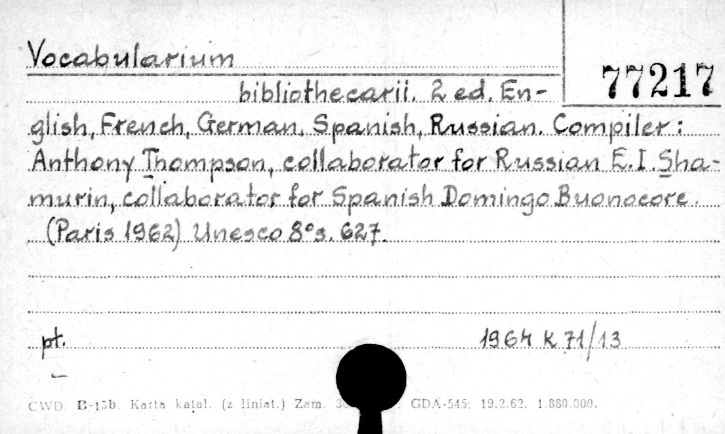 Vocabularium
77217
bibliothecarii. 2 ed. En-
glish, French, German, Spanish, Russian. Compiler:
Anthony Thompson, collaborator for Russian E. I. Sha-
murin, collaborator for Spanish Domingo Buonocore.
(Paris 1962) Unesco 8° s. 627.
pt.
1964 K 71/13
CWD. B-15b. Karta katal. (z liniat.) Zam. GDA-545; 19.2.62. 1.880.000.